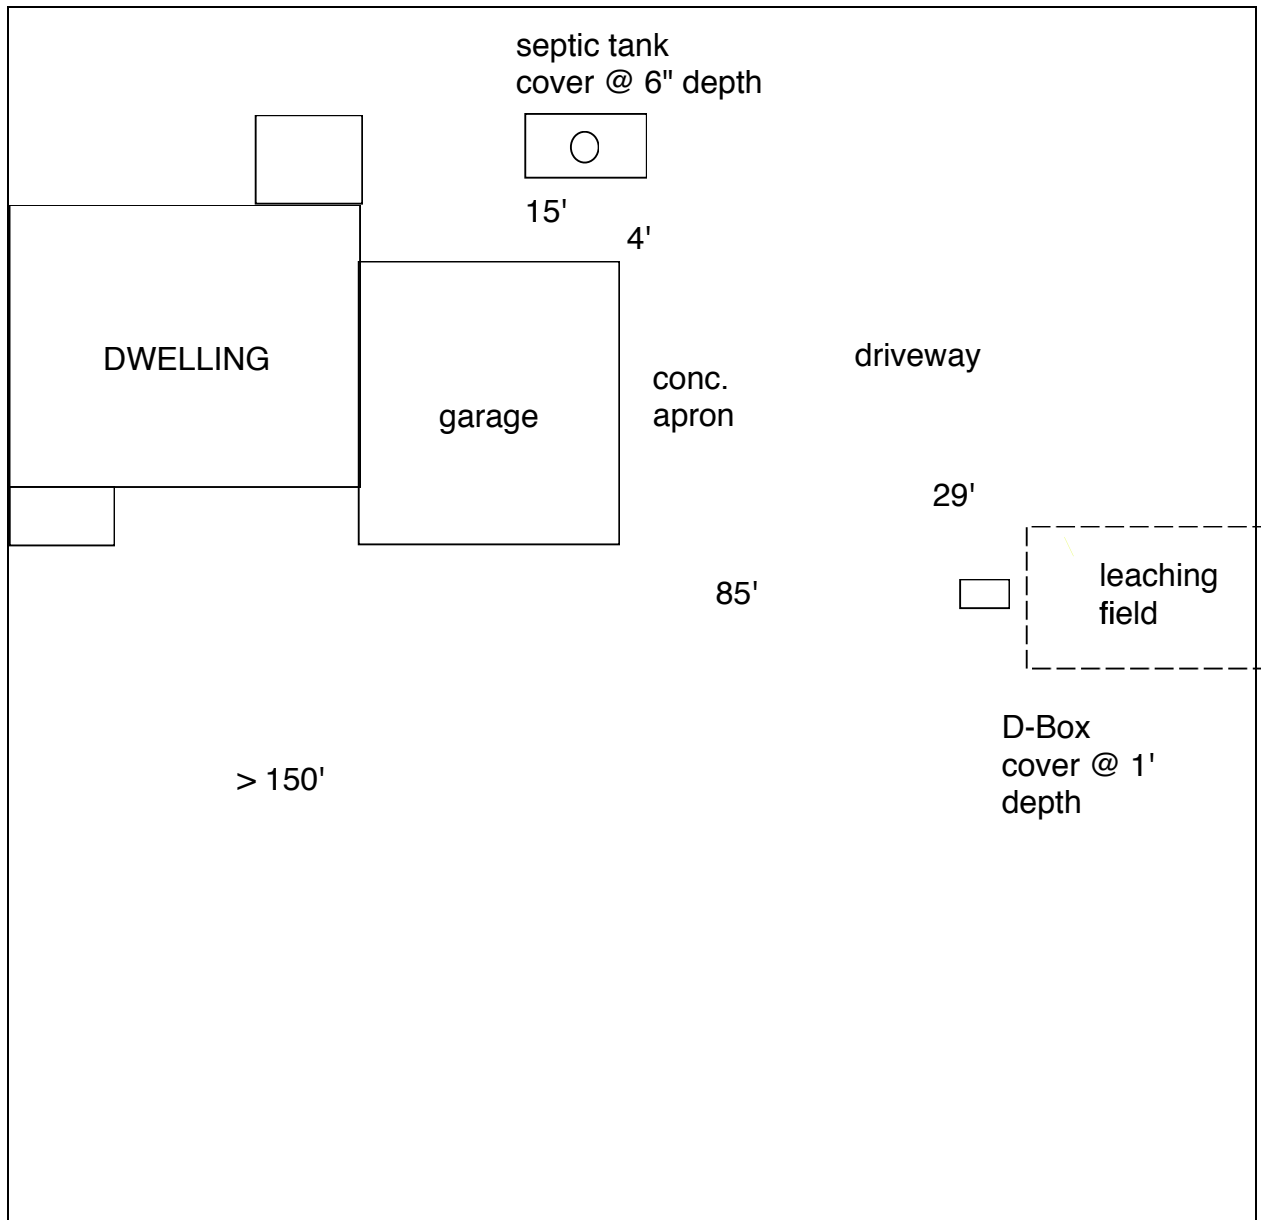 septic tank
cover @ 6" depth
15'
4'
DWELLING
garage
conc.
apron
driveway
29'
85'
leaching
field
D-Box
cover @ 1'
depth
> 150'